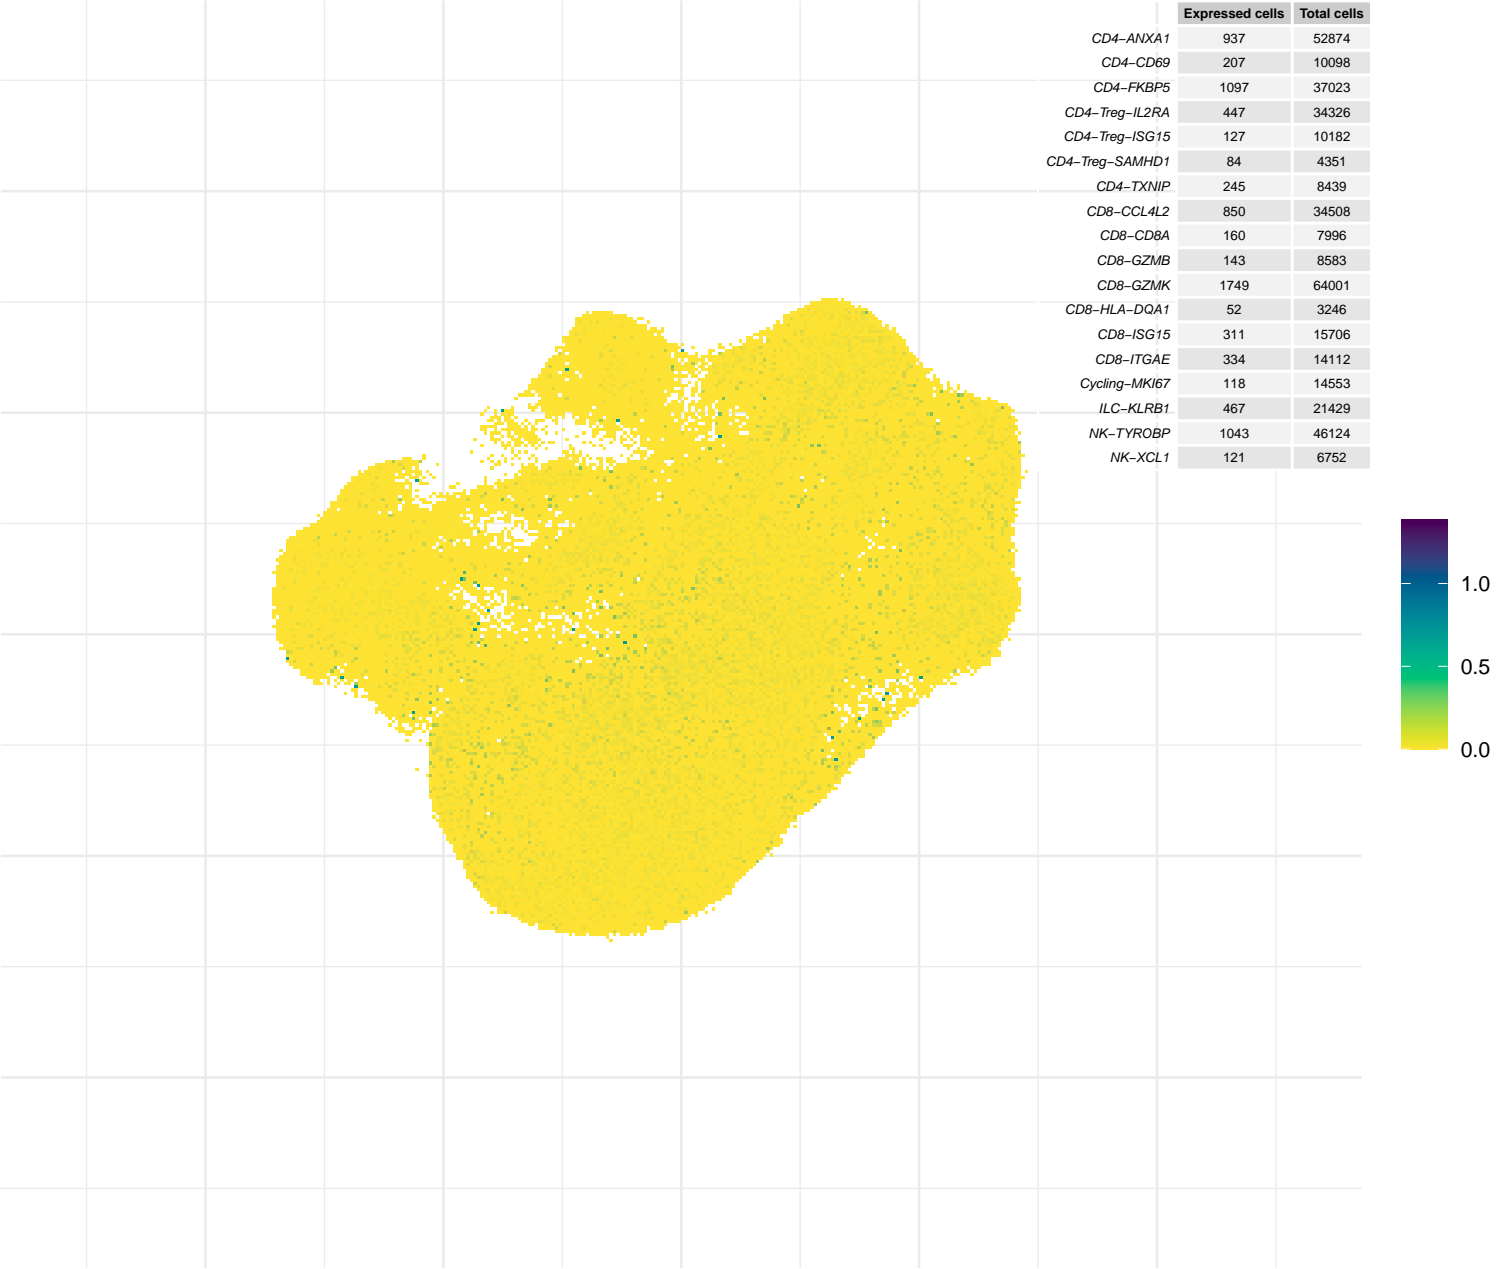 Expressed cells Total cells
CD4−ANXA1 937 52874
CD4−CD69 207 10098
CD4−FKBP5 1097 37023
CD4−Treg−IL2RA 447 34326
CD4−Treg−ISG15 127 10182
CD4−Treg−SAMHD1 84 4351
CD4−TXNIP 245 8439
CD8−CCL4L2 850 34508
CD8−CD8A 160 7996
CD8−GZMB 143 8583
CD8−GZMK 1749 64001
CD8−HLA−DQA1 52 3246
CD8−ISG15 311 15706
CD8−ITGAE 334 14112
Cycling−MKI67 118 14553
ILC−KLRB1 467 21429
NK−TYROBP 1043 46124
NK−XCL1 121 6752
1.0
0.5
0.0